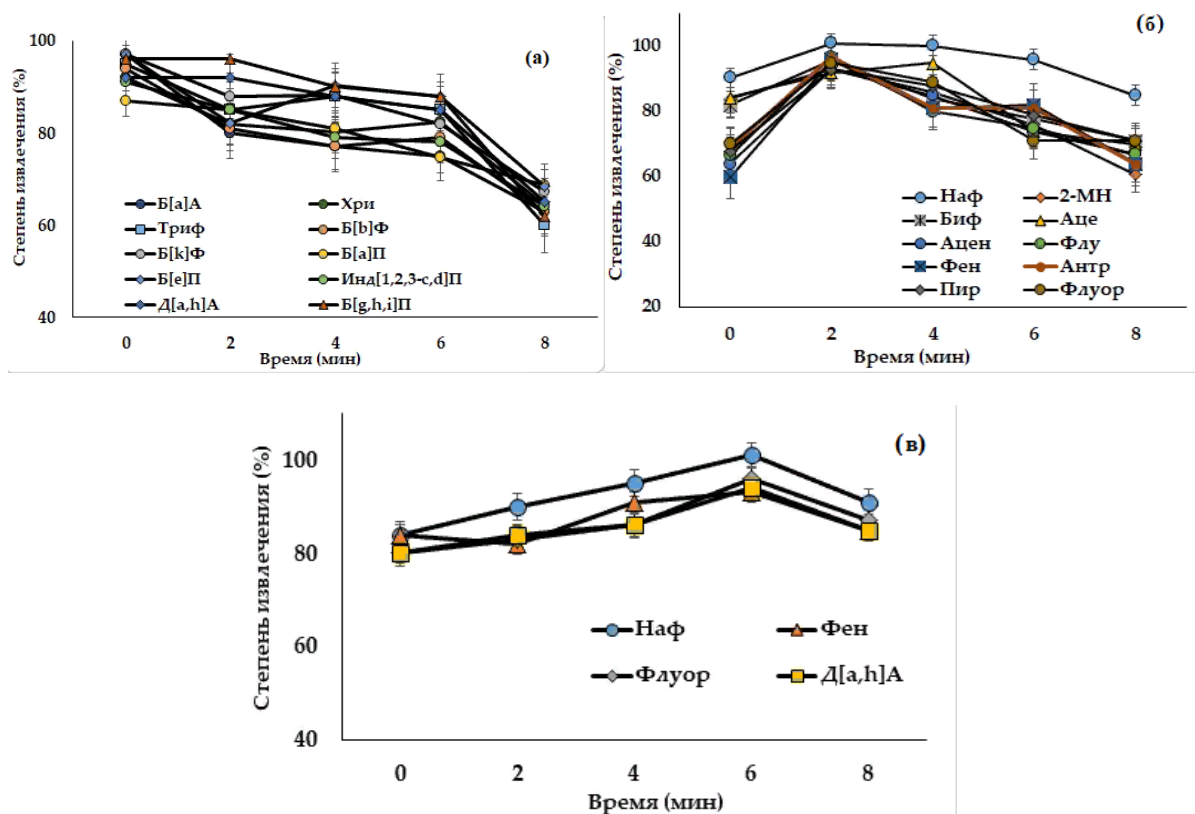 (а)
Степень извлечения (%)
100
80
60
40
Б[a]А Хри
Триф Б[b]Ф
Б[k]Ф Б[a]П
Б[e]П Инд[1,2,3-c,d]П
Д[a,h]А Б[g,h,i]П
0 2 4 6 8
Время (мин)
(б)
Степень извлечения (%)
100
80
60
40
20
Наф 2-МН
Биф Аце
Ацен Флу
Фен Антр
Пир Флуор
0 2 4 6 8
Время (мин)
(в)
Степень извлечения (%)
100
80
60
40
Наф Фен
Флуор Д[a,h]А
0 2 4 6 8
Время (мин)